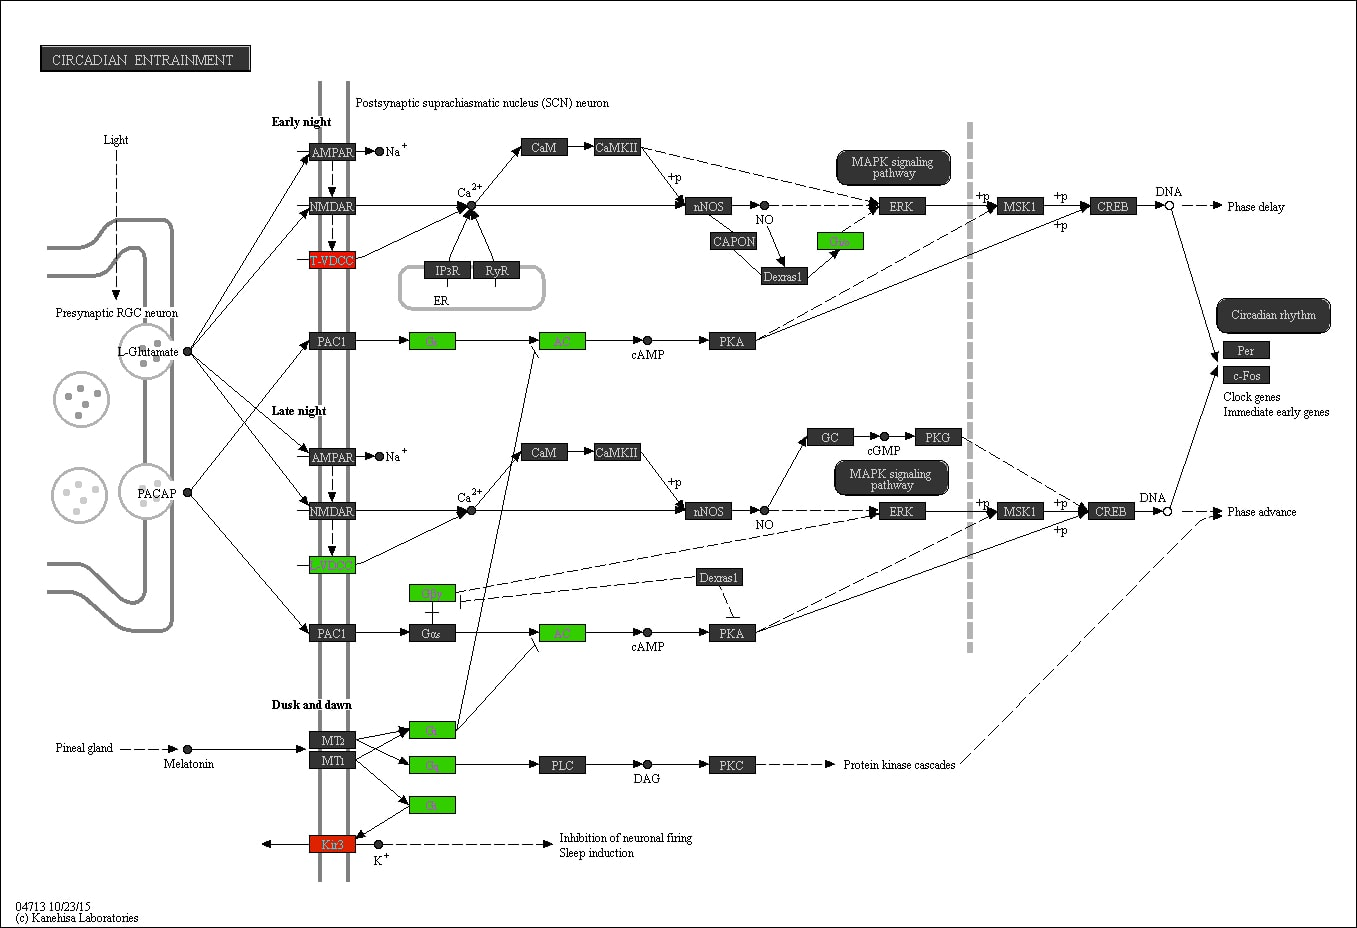 CIRCADIAN ENTRAINMENT
Postsynaptic suprachiasmatic nucleus (SCN) neuron
Early night
Light
AMPAR
Na+
CaM
CaMKII
MAPK signaling
pathway
+p
Ca2+
NMDAR
nNOS
NO
ERK
+p
MSK1
+p
CREB
DNA
Phase delay
+p
CAPON
T-VDCC
IP3R
RyR
Dexras1
ER
Presynaptic RGC neuron
Circadian rhythm
L-Glutamate
PAC1
AC
cAMP
PKA
Per
c-Fos
Clock genes
Immediate early genes
Late night
AMPAR
Na+
CaM
CaMKII
GC
cGMP
PKG
MAPK signaling
pathway
+p
PACAP
Ca2+
NMDAR
nNOS
NO
ERK
+p
MSK1
+p
CREB
DNA
Phase advance
+p
L-VDCC
Gβγ
Dexras1
PAC1
Gαs
AC
cAMP
PKA
Dusk and dawn
MT2
Pineal gland
Melatonin
MT1
Gq
PLC
DAG
PKC
Protein kinase cascades
Kir3
K+
Inhibition of neuronal firing
Sleep induction
04713 10/23/15
(c) Kanehisa Laboratories